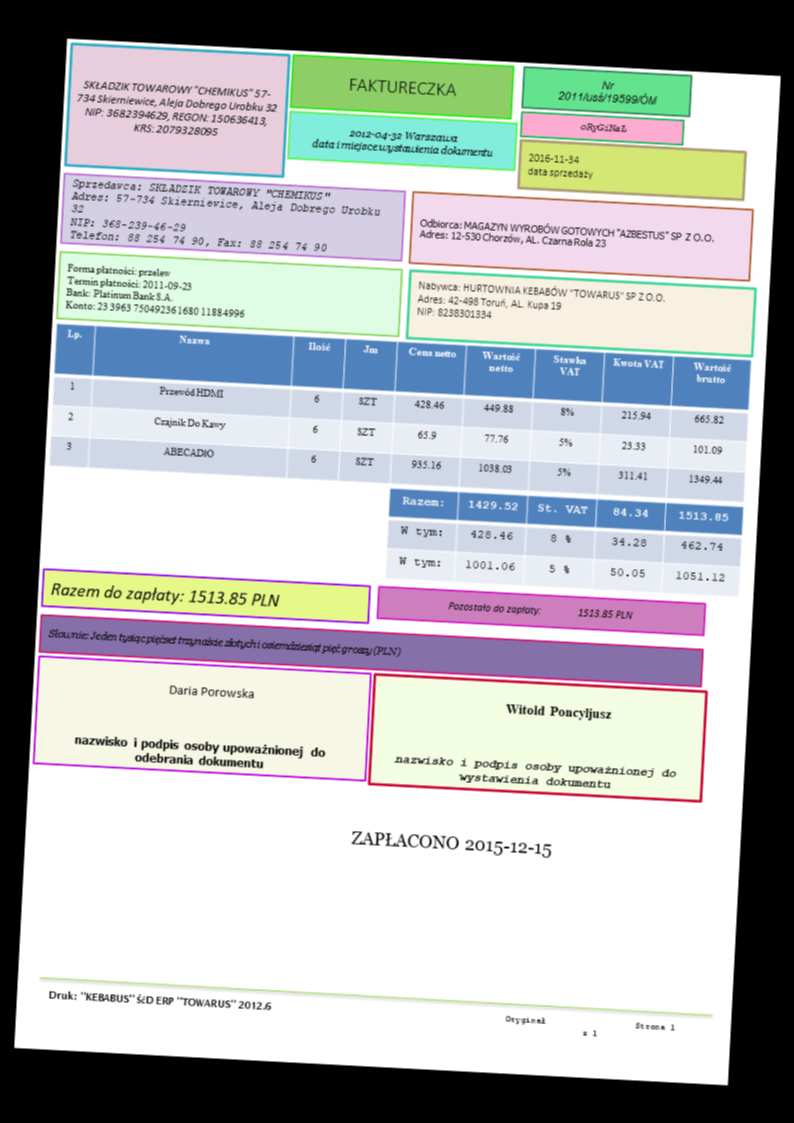 SKŁADZIK TOWAROWY "CHEMIKUS" 57-
734 Skierniewice, Aleja Dobrego Urobku 32
NIP: 3682394629, REGON: 150636413,
KRS: 2079328095
FAKTURECZKA
2012-04-32 Warszawa
data i miejsce wystawienia dokumentu
Nr
2011/usś/19599/ÓM
oRyGiNaŁ
2016-11-34
data sprzedaży
Sprzedavca: SKŁADZIK TOWAROWY "CHEMIKUS"
Adres: 57-734 Skierniewice, Aleja Dobrego Urobku
32
NIP: 368-239-46-29
Telefon: 88 254 74 90, Fax: 88 254 74 90
Odbiorca: MAGAZYN WYROBÓW GOTOWYCH "AZBESTUS" SP Z O.O.
Adres: 12-530 Chorzów, AL. Czarna Rola 23
Forma płatności: przelew
Termin płatności: 2011-09-23
Bank: Platinum Bank S.A.
Konto: 23 3963 750492361680 11884996
Nabywca: HURTOWNIA KEBABÓW "TOWARUS" SP Z O.O.
Adres: 42-498 Toruń, AL. Kupa 19
NIP: 8238301334
Lp. Nazwa Ilość Jm Cena netto Wartość netto Stawka VAT Kwota VAT Wartość brutto
1 Przewód HDMI 6 SZT 428.46 449.88 8% 215.94 665.82
2 Czajnik Do Kawy 6 SZT 65.9 77.76 5% 23.33 101.09
3 ABECADŁO 6 SZT 935.16 1038.03 5% 311.41 1349.44
Razem: 1429.52 St. VAT 84.34 1513.85
W tym: 428.46 8 % 34.28 462.74
W tym: 1001.06 5 % 50.05 1051.12
Razem do zapłaty: 1513.85 PLN
Pozostało do zapłaty: 1513.85 PLN
Słownie: Jeden tysiąc pięćset trzynaście złotych i osiemdziesiąt pięć groszy (PLN)
Daria Porowska
nazwisko i podpis osoby upoważnionej do
odebrania dokumentu
Witold Poncyljusz
nazwisko i podpis osoby upoważnionej do
wystawienia dokumentu
ZAPŁACONO 2015-12-15
Druk: "KEBABUS" ŚćD ERP "TOWARUS" 2012.6
Oryginał
Strona 1
z 1